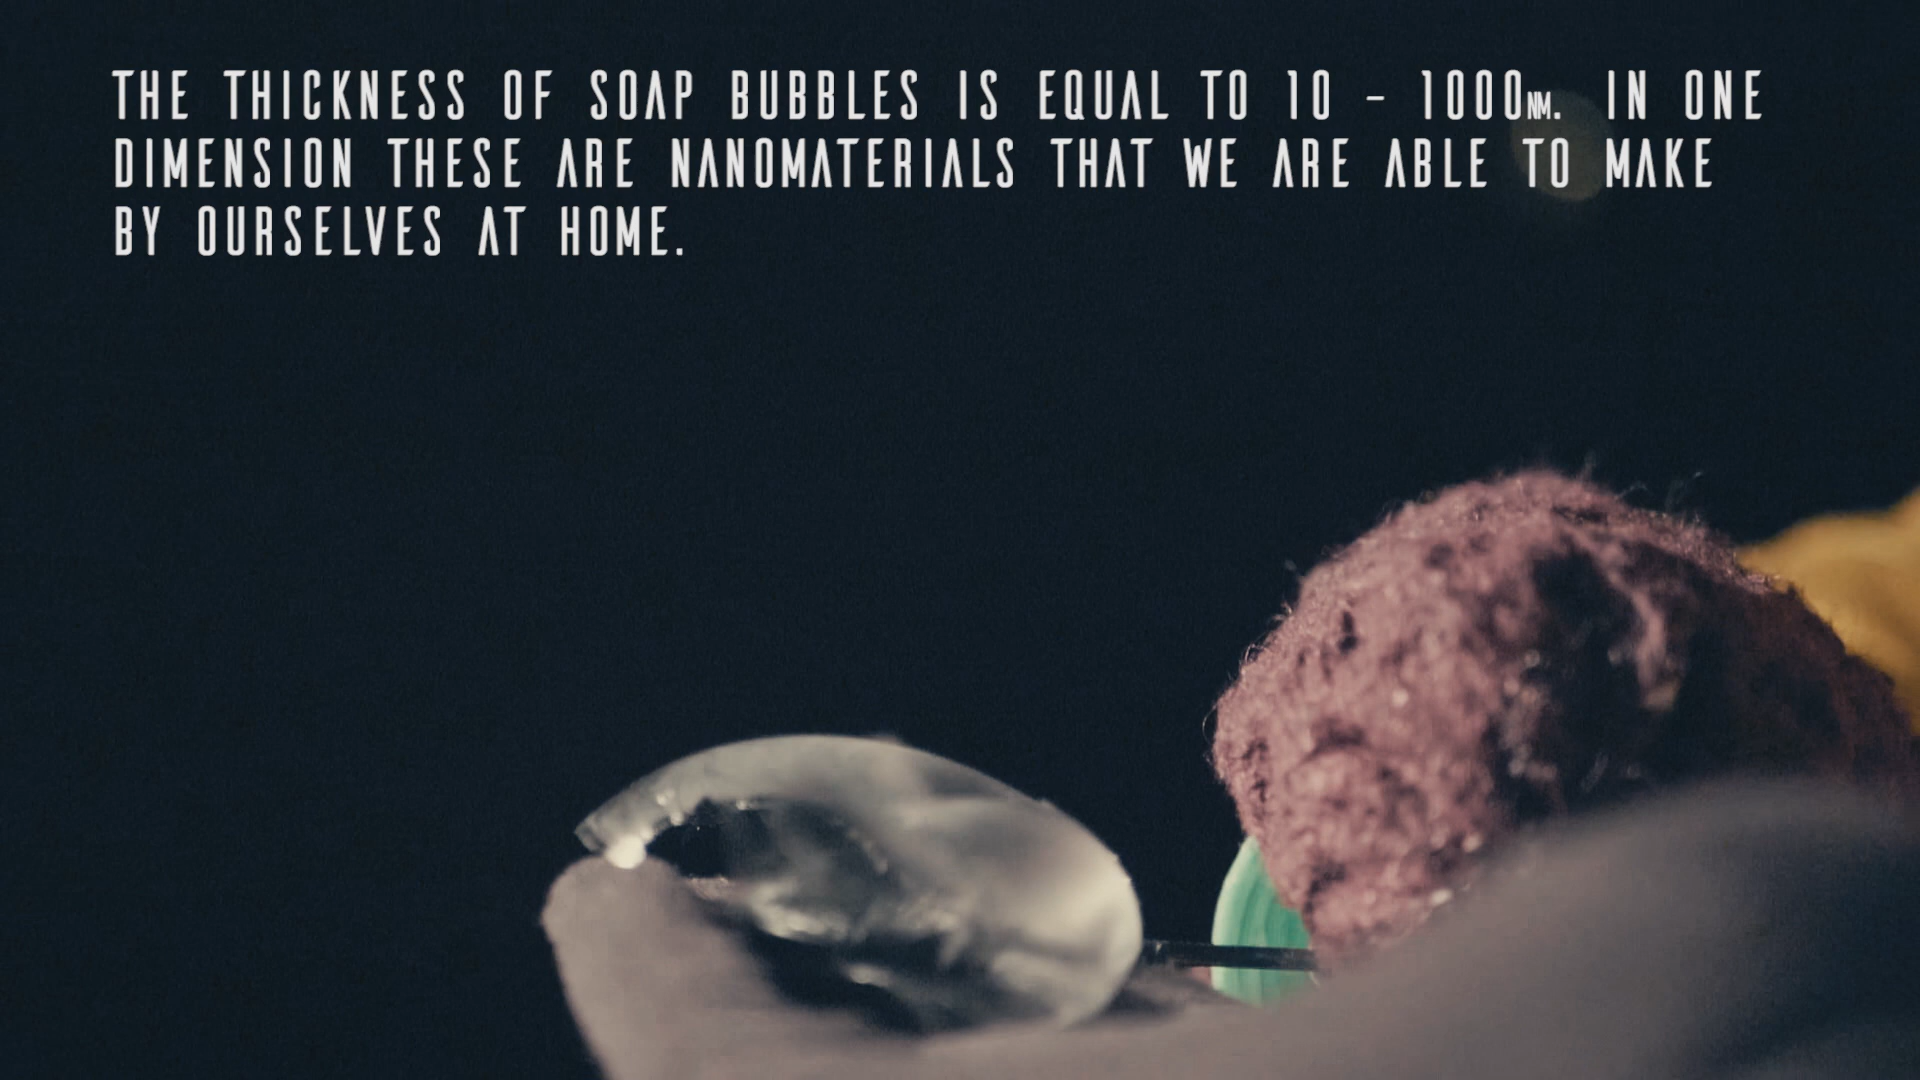 THE THICKNESS OF SOAP BUBBLES IS EQUAL TO 10 - 1000NM. IN ONE
DIMENSION THESE ARE NANOMATERIALS THAT WE ARE ABLE TO MAKE
BY OURSELVES AT HOME.